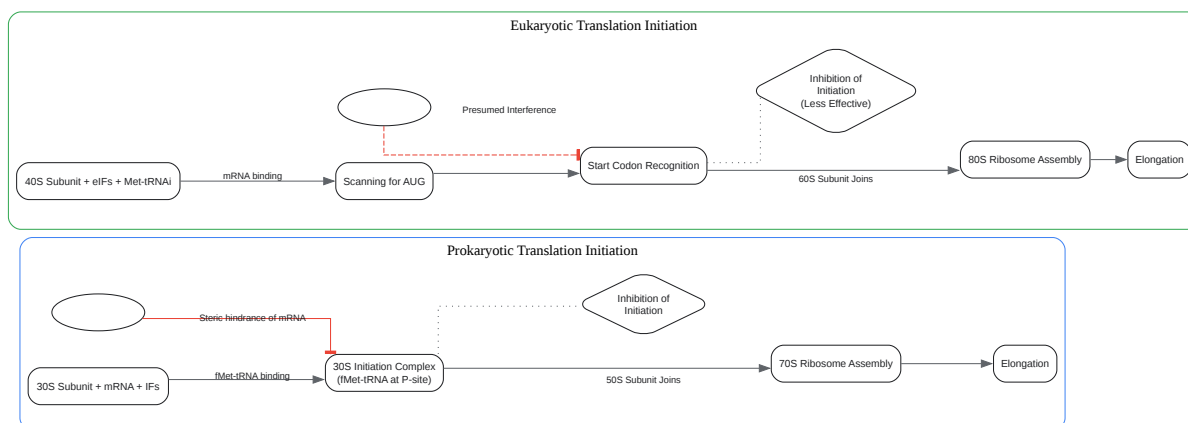 Eukaryotic Translation Initiation
Inhibition of
Initiation
(Less Effective)
Presumed Interference
Start Codon Recognition
80S Ribosome Assembly
Elongation
40S Subunit + eIFs + Met-tRNAi
mRNA binding
Scanning for AUG
60S Subunit Joins
Prokaryotic Translation Initiation
Inhibition of
Initiation
Steric hindrance of mRNA
30S Initiation Complex
(fMet-tRNA at P-site)
70S Ribosome Assembly
Elongation
30S Subunit + mRNA + IFs
fMet-tRNA binding
50S Subunit Joins